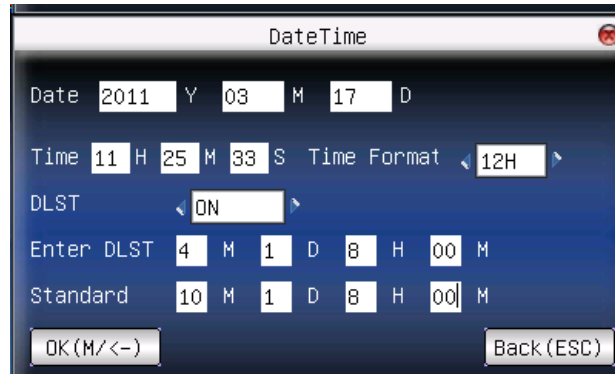 DateTime
Date 2011 Y 03 M 17 D
Time 11 H 25 M 33 S Time Format 12H
DLST ON
Enter DLST 4 M 1 D 8 H 00 M
Standard 10 M 1 D 8 H 00 M
OK(M/<-) Back(ESC)